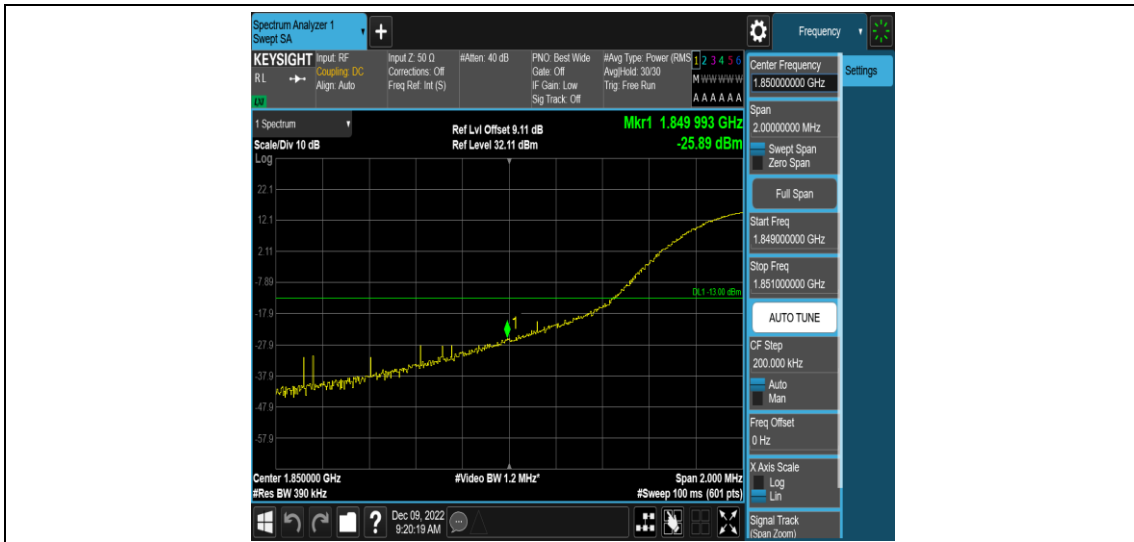 Spectrum Analyzer 1
Swept SA
+
Frequency
KEYSIGHT
RL
LXI
Input: RF
Coupling: DC
Align: Auto
Input Z: 50 Ω
Corrections: Off
Freq Ref: Int (S)
#Atten: 40 dB
PNO: Best Wide
Gate: Off
IF Gain: Low
Sig Track: Off
#Avg Type: Power (RMS
Avg|Hold: 30/30
Trig: Free Run
1 2 3 4 5 6
M W W W W W
A A A A A A
1 Spectrum
Scale/Div 10 dB
Ref Lvl Offset 9.11 dB
Ref Level 32.11 dBm
Mkr1 1.849 993 GHz
-25.89 dBm
Log
22.1
12.1
2.11
-7.89
-17.9
-27.9
-37.9
-47.9
-57.9
DL1 -13.00 dBm
1
Center 1.850000 GHz
#Res BW 390 kHz
#Video BW 1.2 MHz*
Span 2.000 MHz
#Sweep 100 ms (601 pts)
Center Frequency
1.850000000 GHz
Settings
Span
2.00000000 MHz
Swept Span
Zero Span
Full Span
Start Freq
1.849000000 GHz
Stop Freq
1.851000000 GHz
AUTO TUNE
CF Step
200.000 kHz
Auto
Man
Freq Offset
0 Hz
X Axis Scale
Log
Lin
Signal Track
(Span Zoom)
?
Dec 09, 2022
9:20:19 AM